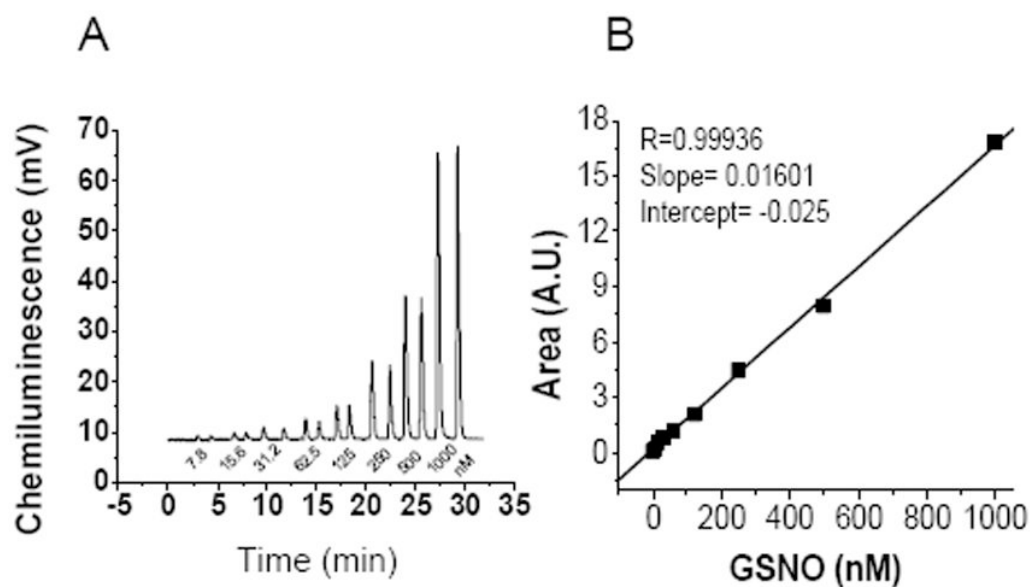 A
Chemiluminescence (mV)
70
60
50
40
30
20
10
0
7.8 15.6 31.2 62.5 125 250 500 1000 nM
-5 0 5 10 15 20 25 30 35
Time (min)
B
Area (A.U.)
18
15
12
9
6
3
0
R=0.99936
Slope= 0.01601
Intercept= -0.025
0 200 400 600 800 1000
GSNO (nM)